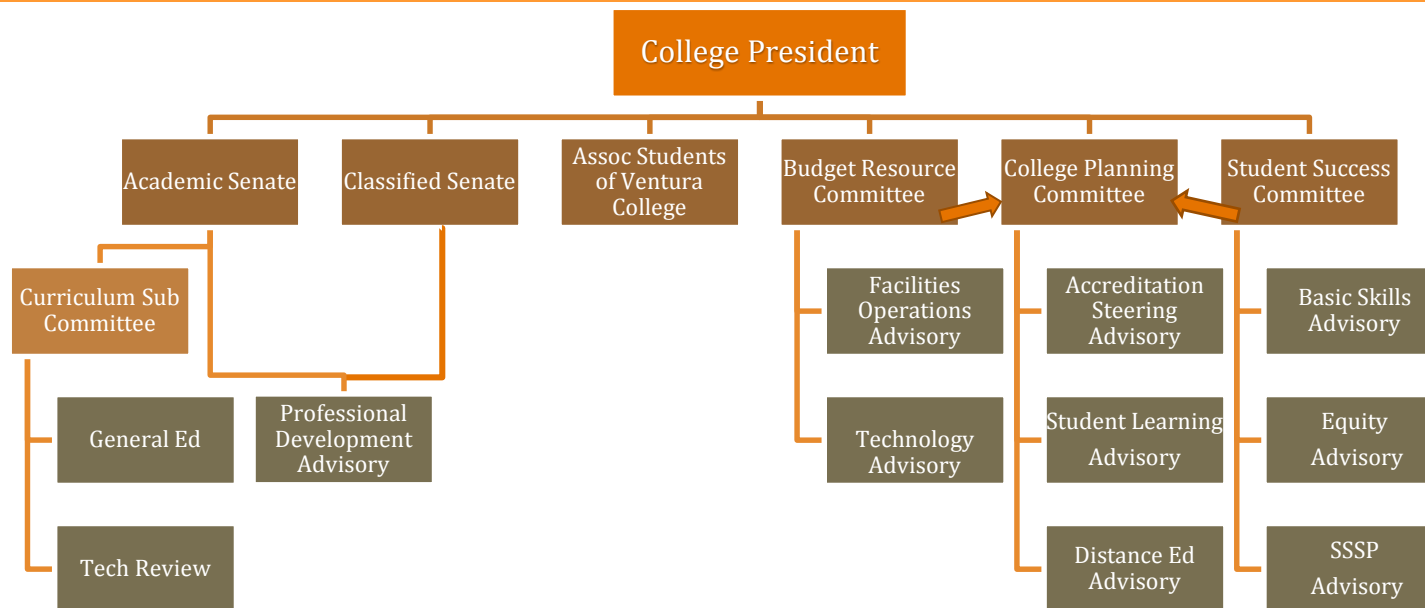 College President
Academic Senate
Classified Senate
Assoc Students
of Ventura
College
Budget Resource
Committee
College Planning
Committee
Student Success
Committee
Curriculum Sub
Committee
General Ed
Tech Review
Professional
Development
Advisory
Facilities
Operations
Advisory
Technology
Advisory
Accreditation
Steering
Advisory
Student Learning
Advisory
Distance Ed
Advisory
Basic Skills
Advisory
Equity
Advisory
SSSP
Advisory